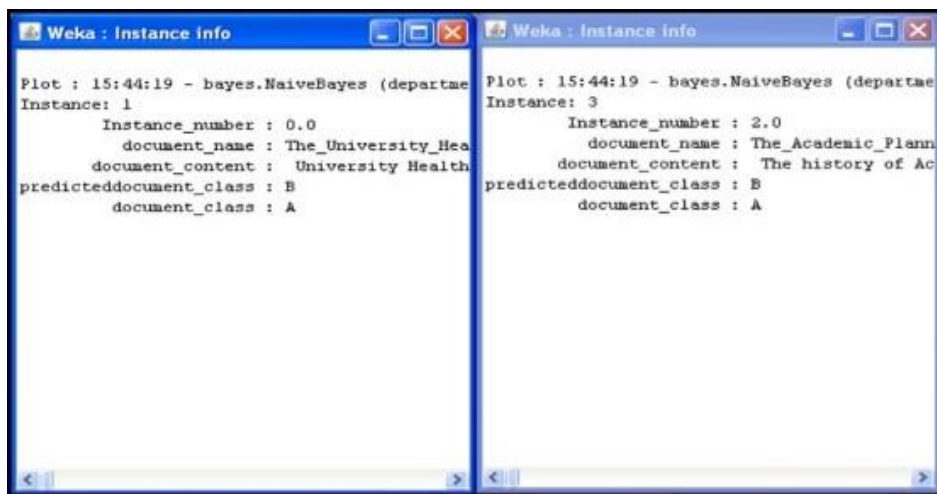 Weka : Instance info
Plot : 15:44:19 - bayes.NaiveBayes (departme
Instance: 1
Instance_number : 0.0
document_name : The_University_Hea
document_content : University Health
predicteddocument_class : B
document_class : A
Weka : Instance info
Plot : 15:44:19 - bayes.NaiveBayes (departme
Instance: 3
Instance_number : 2.0
document_name : The_Academic_Plann
document_content : The history of Ac
predicteddocument_class : B
document_class : A